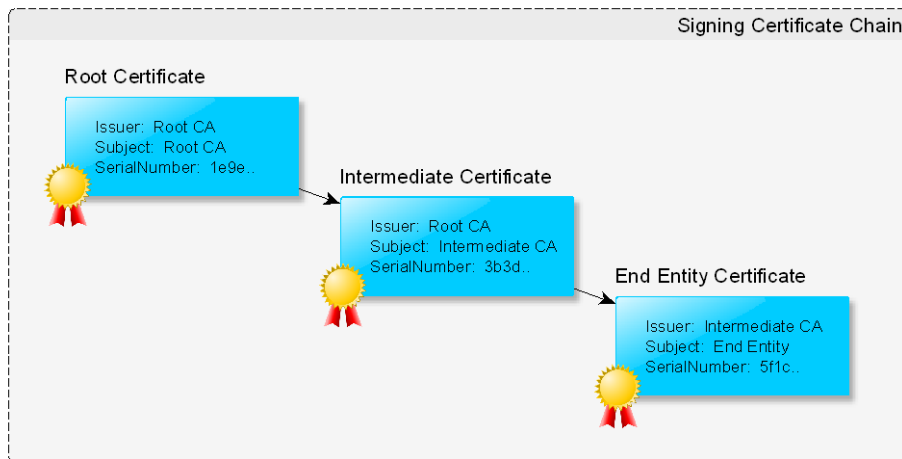 Signing Certificate Chain
Root Certificate
Issuer: Root CA
Subject: Root CA
SerialNumber: 1e9e..
Intermediate Certificate
Issuer: Root CA
Subject: Intermediate CA
SerialNumber: 3b3d..
End Entity Certificate
Issuer: Intermediate CA
Subject: End Entity
SerialNumber: 5f1c..